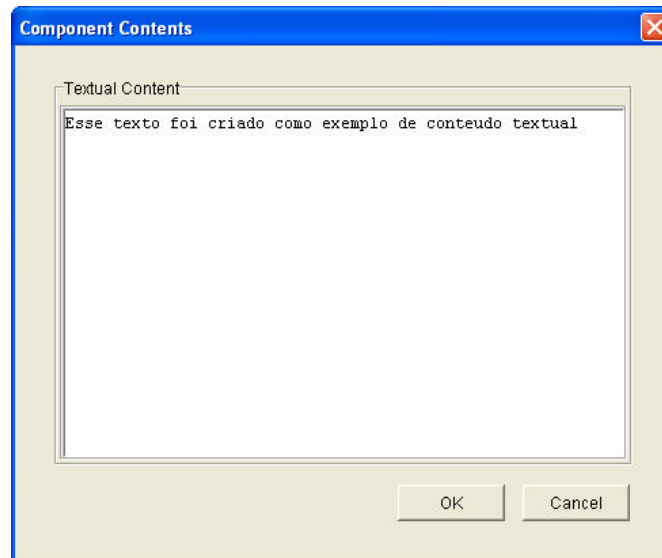 Component Contents
Textual Content
Esse texto foi criado como exemplo de conteudo textual
OK
Cancel